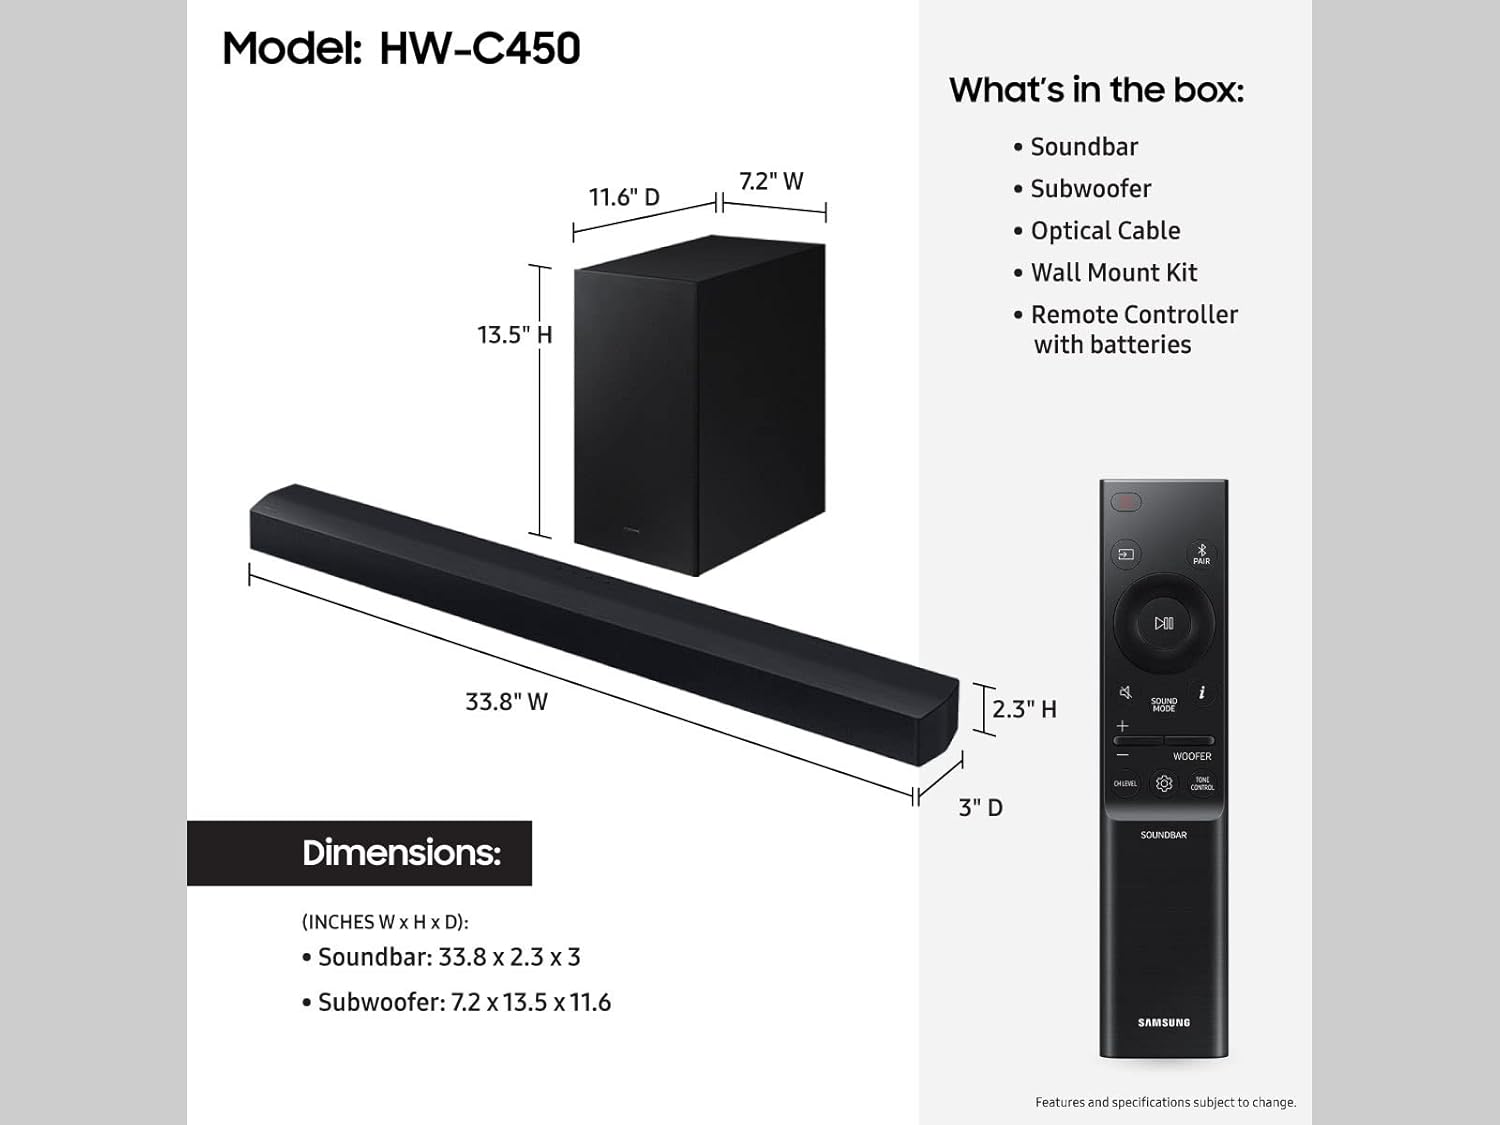 Model: HW-C450
What's in the box:
• Soundbar
• Subwoofer
• Optical Cable
• Wall Mount Kit
• Remote Controller
with batteries
11.6" D
7.2" W
13.5" H
33.8" W
2.3" H
3" D
PAIR
i
SOUND
MODE
+
−
WOOFER
CH LEVEL
TONE
CONTROL
SOUNDBAR
SAMSUNG
Dimensions:
(INCHES W x H x D):
• Soundbar: 33.8 x 2.3 x 3
• Subwoofer: 7.2 x 13.5 x 11.6
Features and specifications subject to change.